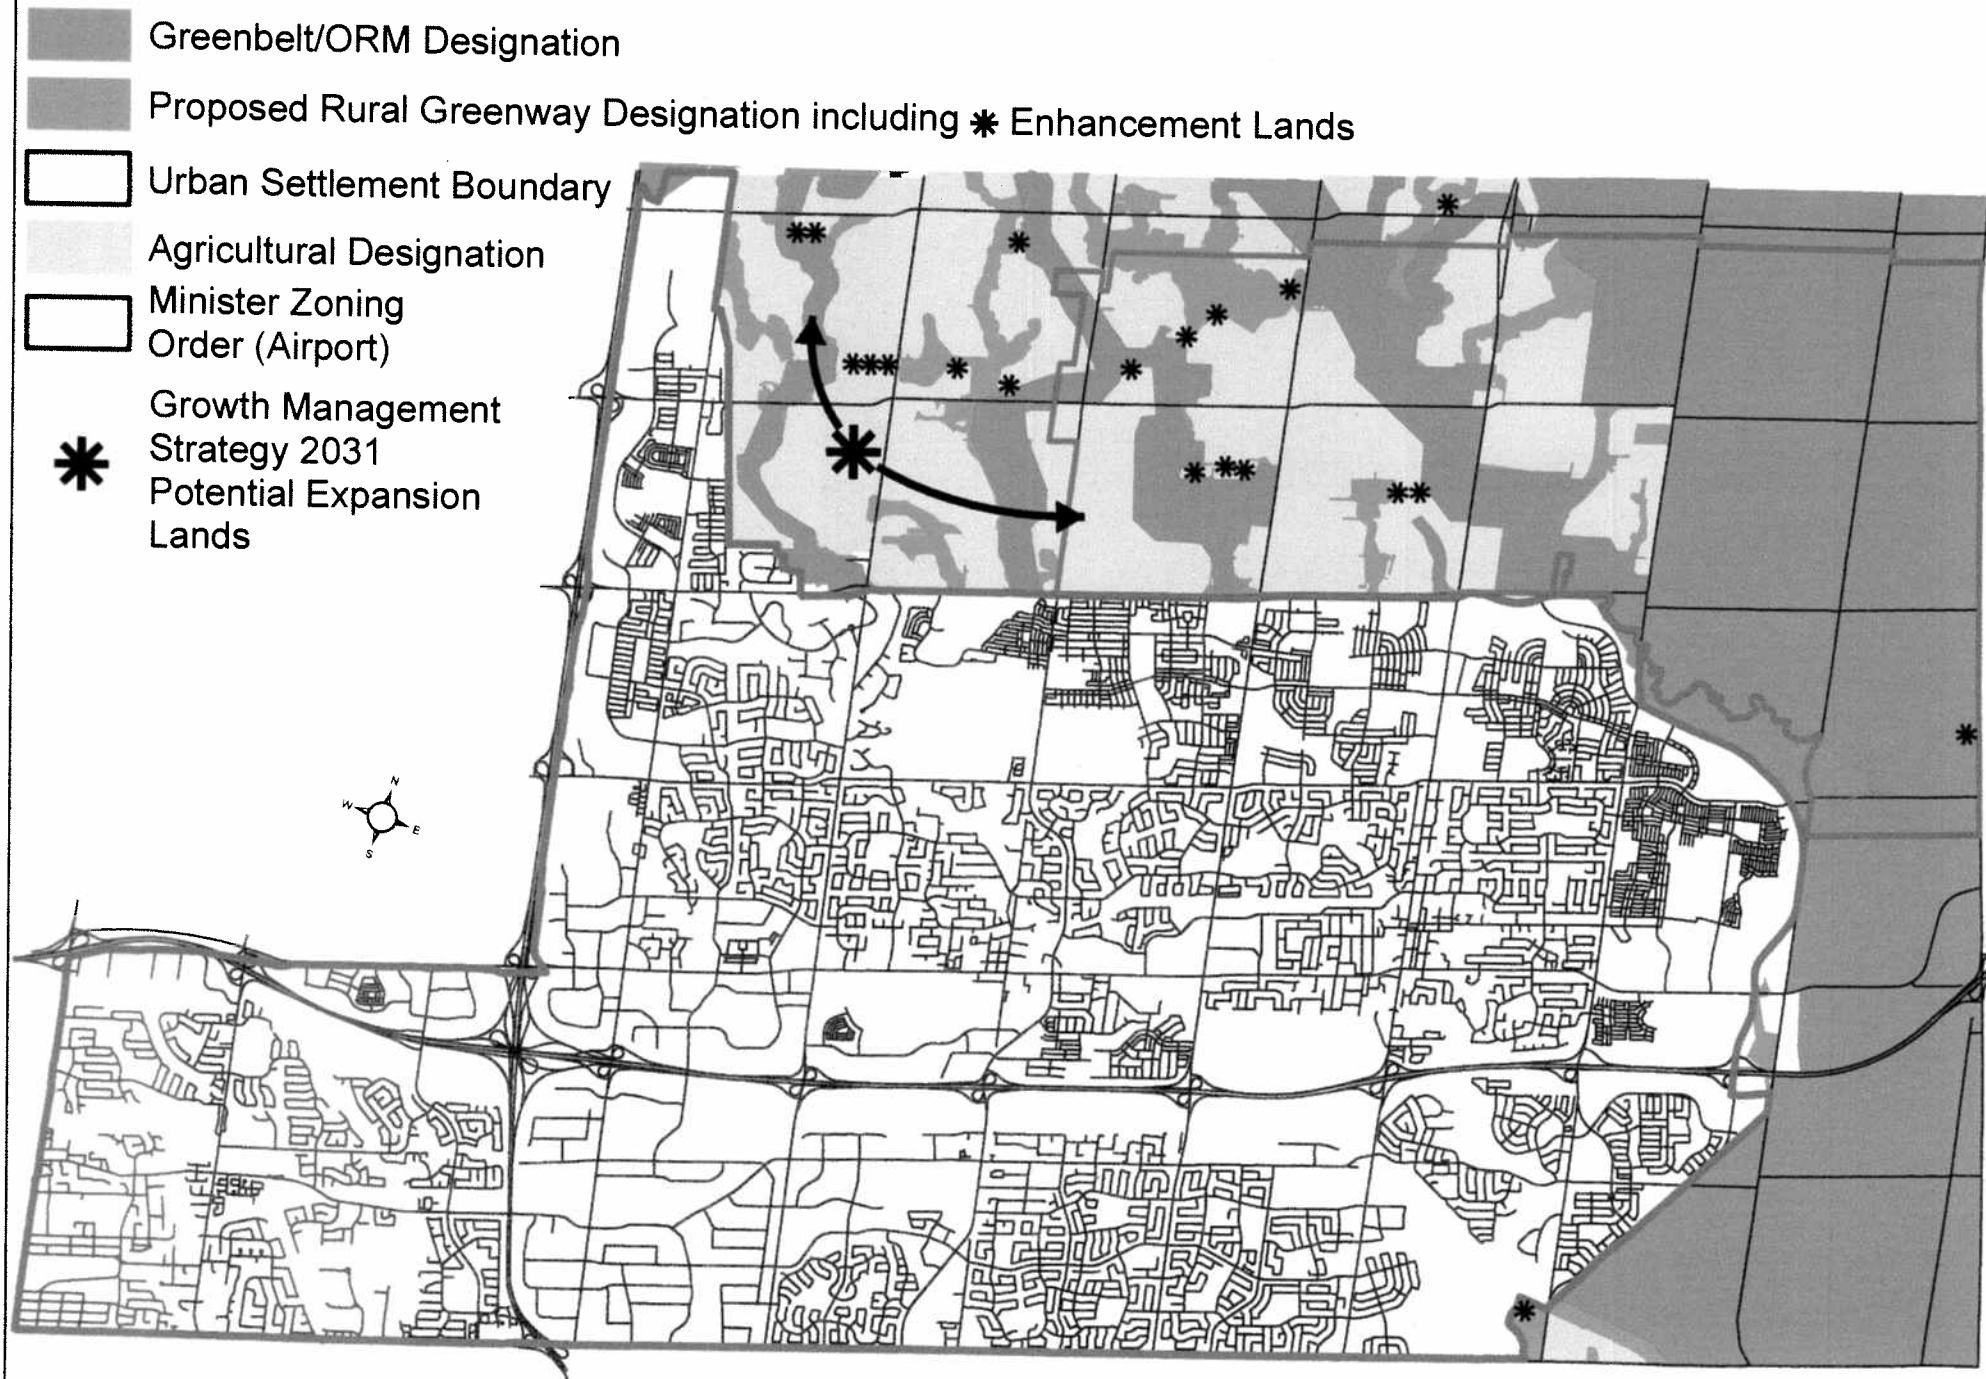 Greenbelt/ORM Designation
Proposed Rural Greenway Designation including * Enhancement Lands
Urban Settlement Boundary
Agricultural Designation
Minister Zoning
Order (Airport)
Growth Management
Strategy 2031
Potential Expansion
Lands
N
W
E
S